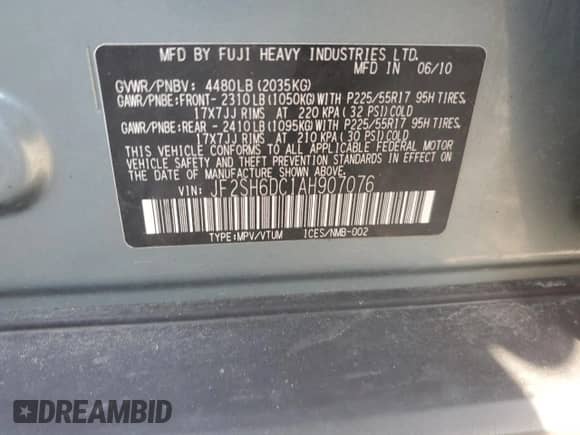 MFD BY FUJI HEAVY INDUSTRIES LTD.
MFD IN 06/10
GVWR/PNBV: 4480LB(2035KG)
GAWR/PNBE:FRONT- 2310LB(1050KG)WITH P225/55R17 95H TIRES,
17X7JJ RIMS AT 220 KPA( 32 PSI)COLD
GAWR/PNBE:REAR - 2410LB(1095KG)WITH P225/55R17 95H TIRES,
17X7JJ RIMS AT 210 KPA( 30 PSI)COLD
THIS VEHICLE CONFORMS TO ALL APPLICABLE FEDERAL MOTOR
VEHICLE SAFETY AND THEFT PREVENTION STANDARDS IN EFFECT
ON THE DATE OF MANUFACTURE SHOWN ABOVE.
VIN: JF2SH6DC1AH907076
TYPE:MPV/VTUM ICES/NMB-002
DREAMBID